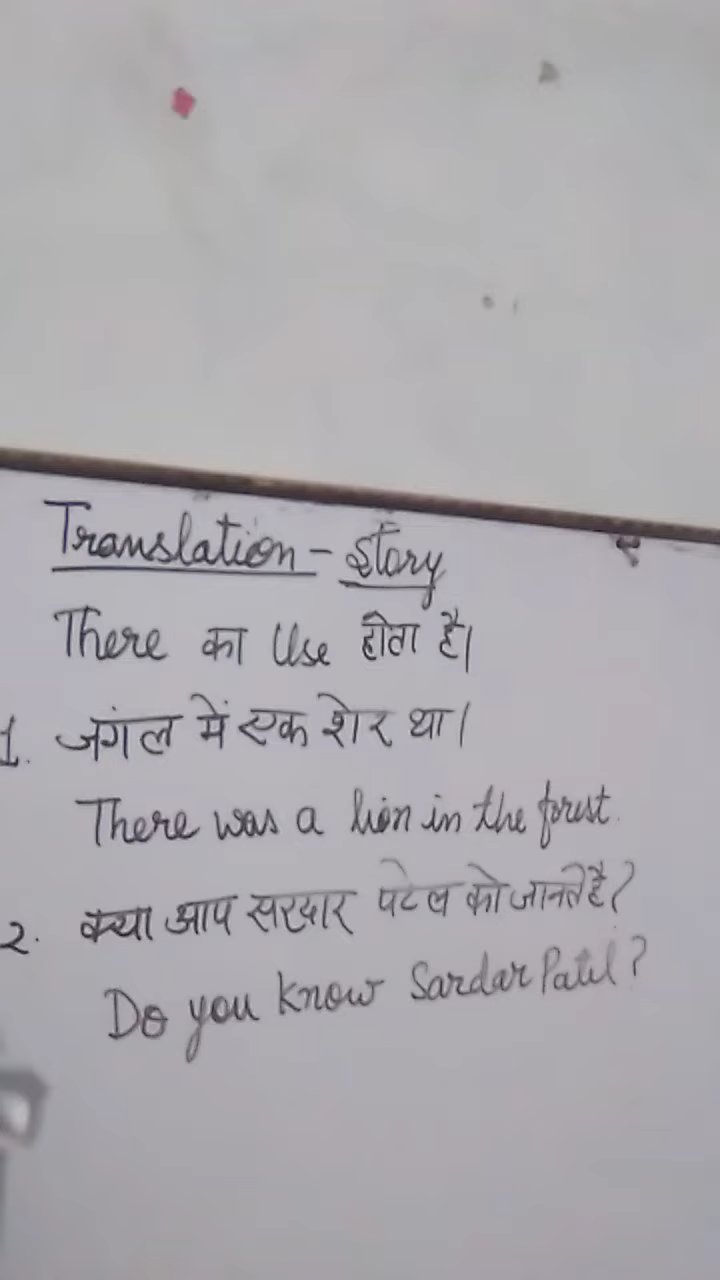 Translation - Story
There का Use होता है।
1. जंगल में एक शेर था।
There was a lion in the forest.
2. क्या आप सरदार पटेल को जानते है?
Do you know Sardar Patel?